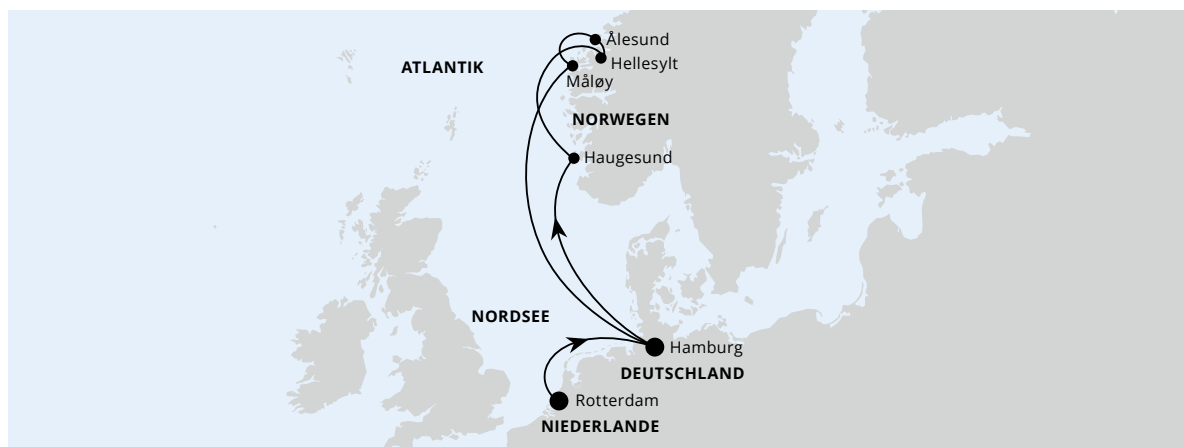 Ålesund
ATLANTIK
Hellesylt
Måløy
NORWEGEN
Haugesund
NORDSEE
Hamburg
DEUTSCHLAND
Rotterdam
NIEDERLANDE